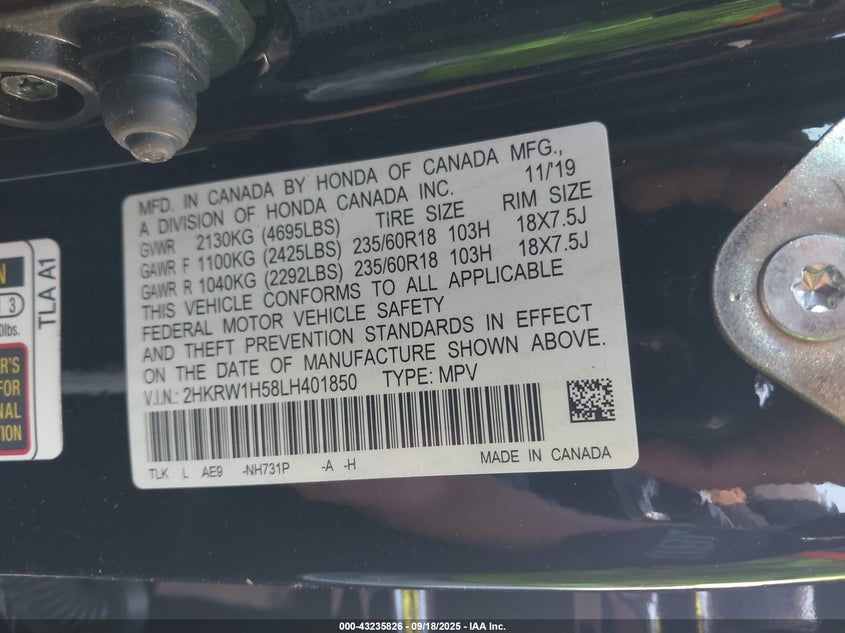 MFD. IN CANADA BY HONDA OF CANADA MFG.,
A DIVISION OF HONDA CANADA INC. 11/'19
GVWR 2130KG (4695LBS) TIRE SIZE RIM SIZE
GAWR F 1100KG (2425LBS) 235/60R18 103H 18X7.5J
GAWR R 1040KG (2292LBS) 235/60R18 103H 18X7.5J
THIS VEHICLE CONFORMS TO ALL APPLICABLE
FEDERAL MOTOR VEHICLE SAFETY
AND THEFT PREVENTION STANDARDS IN EFFECT
ON THE DATE OF MANUFACTURE SHOWN ABOVE.
V.I.N.: 2HKRW1H58LH401850 TYPE: MPV
TLK L AE9 -NH731P -A -H MADE IN CANADA
3
lbs.
TLA A1
FOR
000-43235826 - 09/18/2025 - IAA Inc.